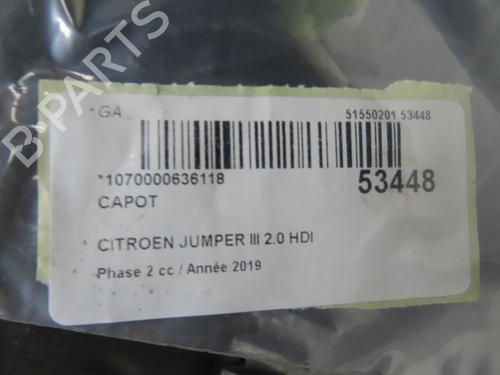 GA
51550201 53448
*1070000636118
53448
CAPOT
CITROEN JUMPER III 2.0 HDI
Phase 2 cc / Année 2019
B-PARTS